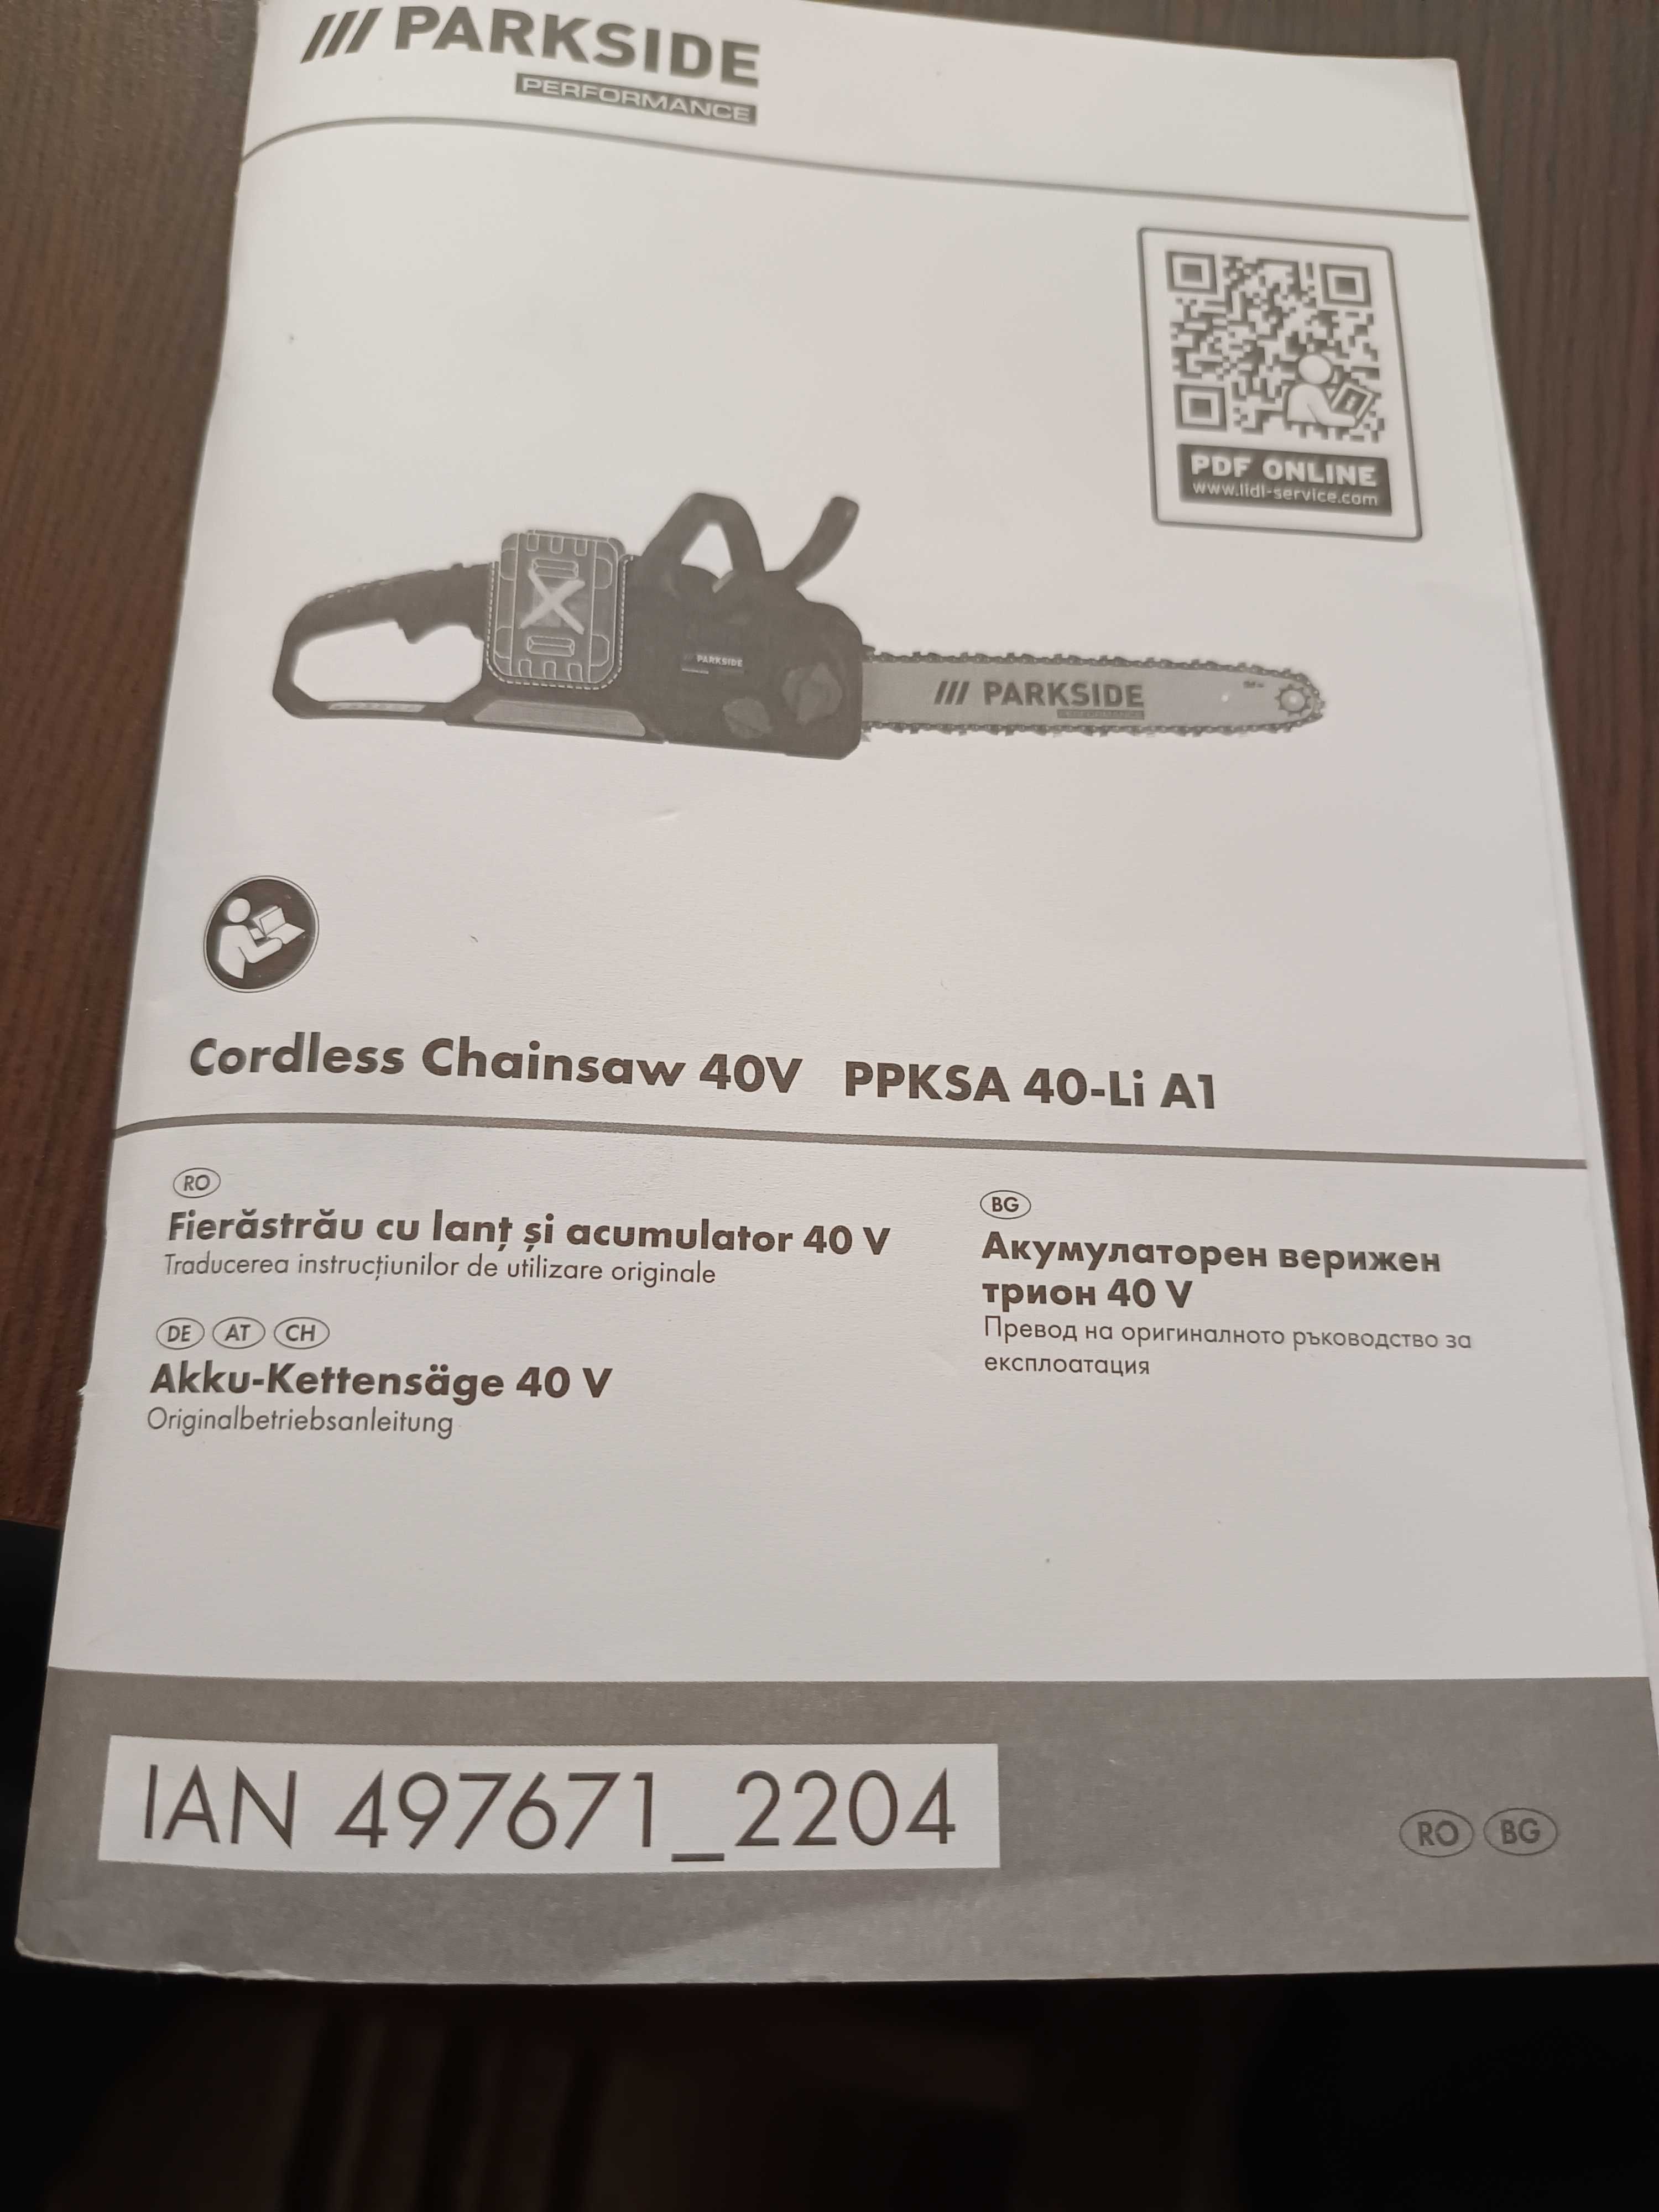 /// PARKSIDE
PERFORMANCE
PDF ONLINE
www.lidl-service.com
PARKSIDE
/// PARKSIDE
PERFORMANCE
Cordless Chainsaw 40V PPKSA 40-Li A1
RO
Fierăstrău cu lanț și acumulator 40 V
Traducerea instrucțiunilor de utilizare originale
BG
Акумулаторен верижен
трион 40 V
Превод на оригиналното ръководство за
експлоатация
DE AT CH
Akku-Kettensäge 40 V
Originalbetriebsanleitung
IAN 497671_2204
RO BG